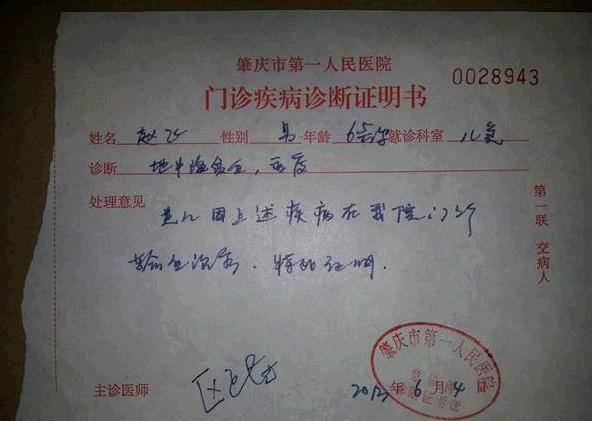 肇庆市第一人民医院
0028943
门诊疾病诊断证明书
姓名 赵 性别 男 年龄 6岁 就诊科室 儿
诊断 地中海贫血,重度
处理意见 患儿因上述疾病在我院门诊
输血治疗.特此证明.
第一联 交病人
主诊医师 2012年6月4
肇庆市第一人民医院